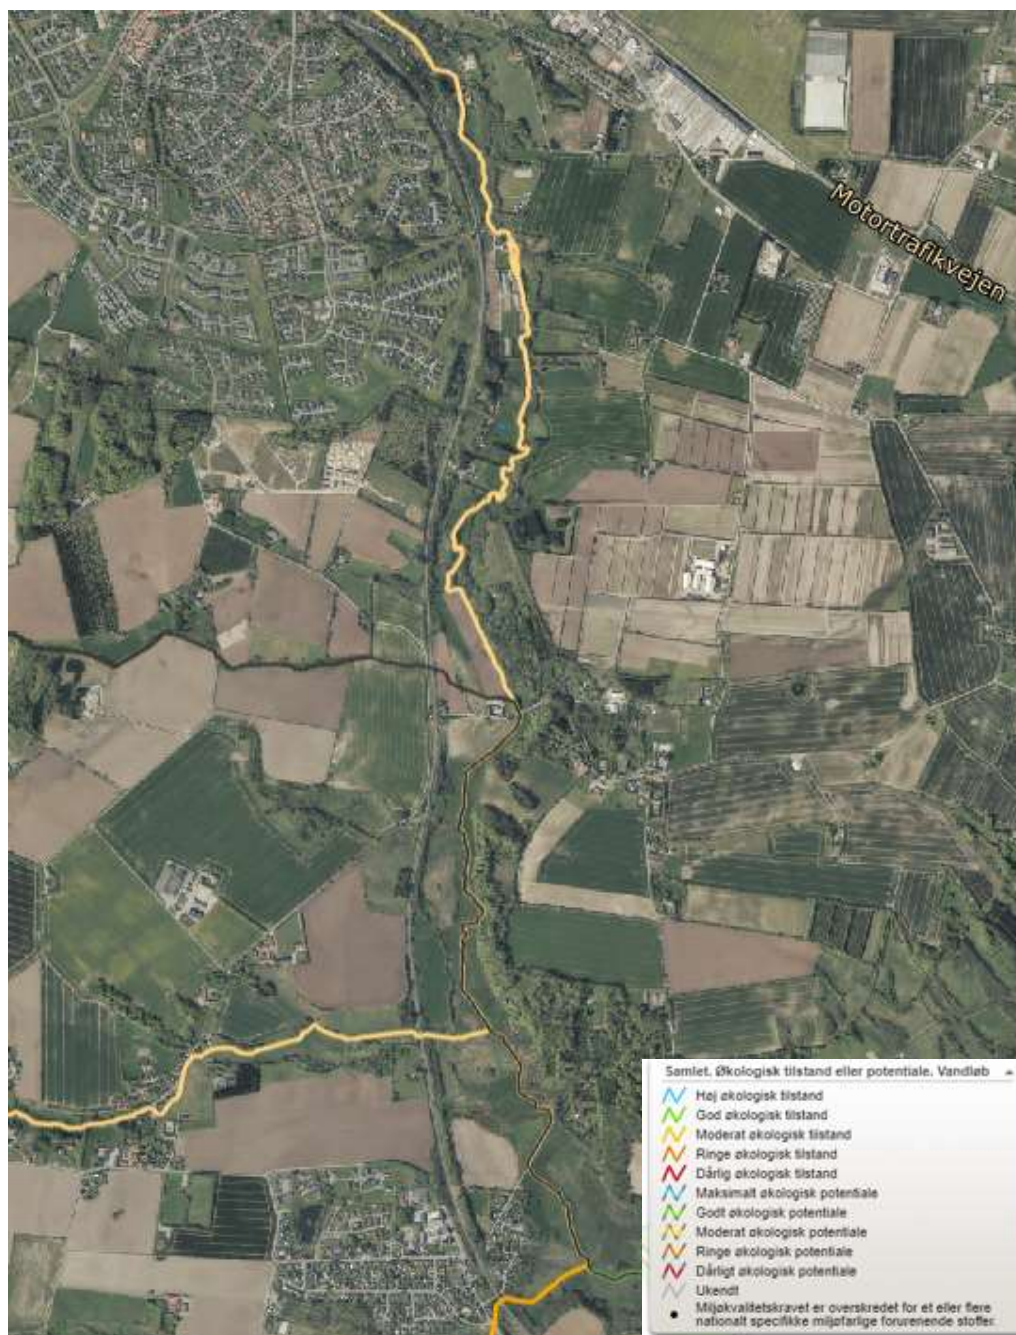 Motortrafikvejen
Samlet. Økologisk tilstand eller potentiale. Vandløb
Høj økologisk tilstand
God økologisk tilstand
Moderat økologisk tilstand
Ringe økologisk tilstand
Dårlig økologisk tilstand
Maksimalt økologisk potentiale
Godt økologisk potentiale
Moderat økologisk potentiale
Ringe økologisk potentiale
Dårligt økologisk potentiale
Ukendt
Miljøkvalitetskravet er overskredet for et eller flere
nationalt specifikke miljøfarlige forurenende stoffer.